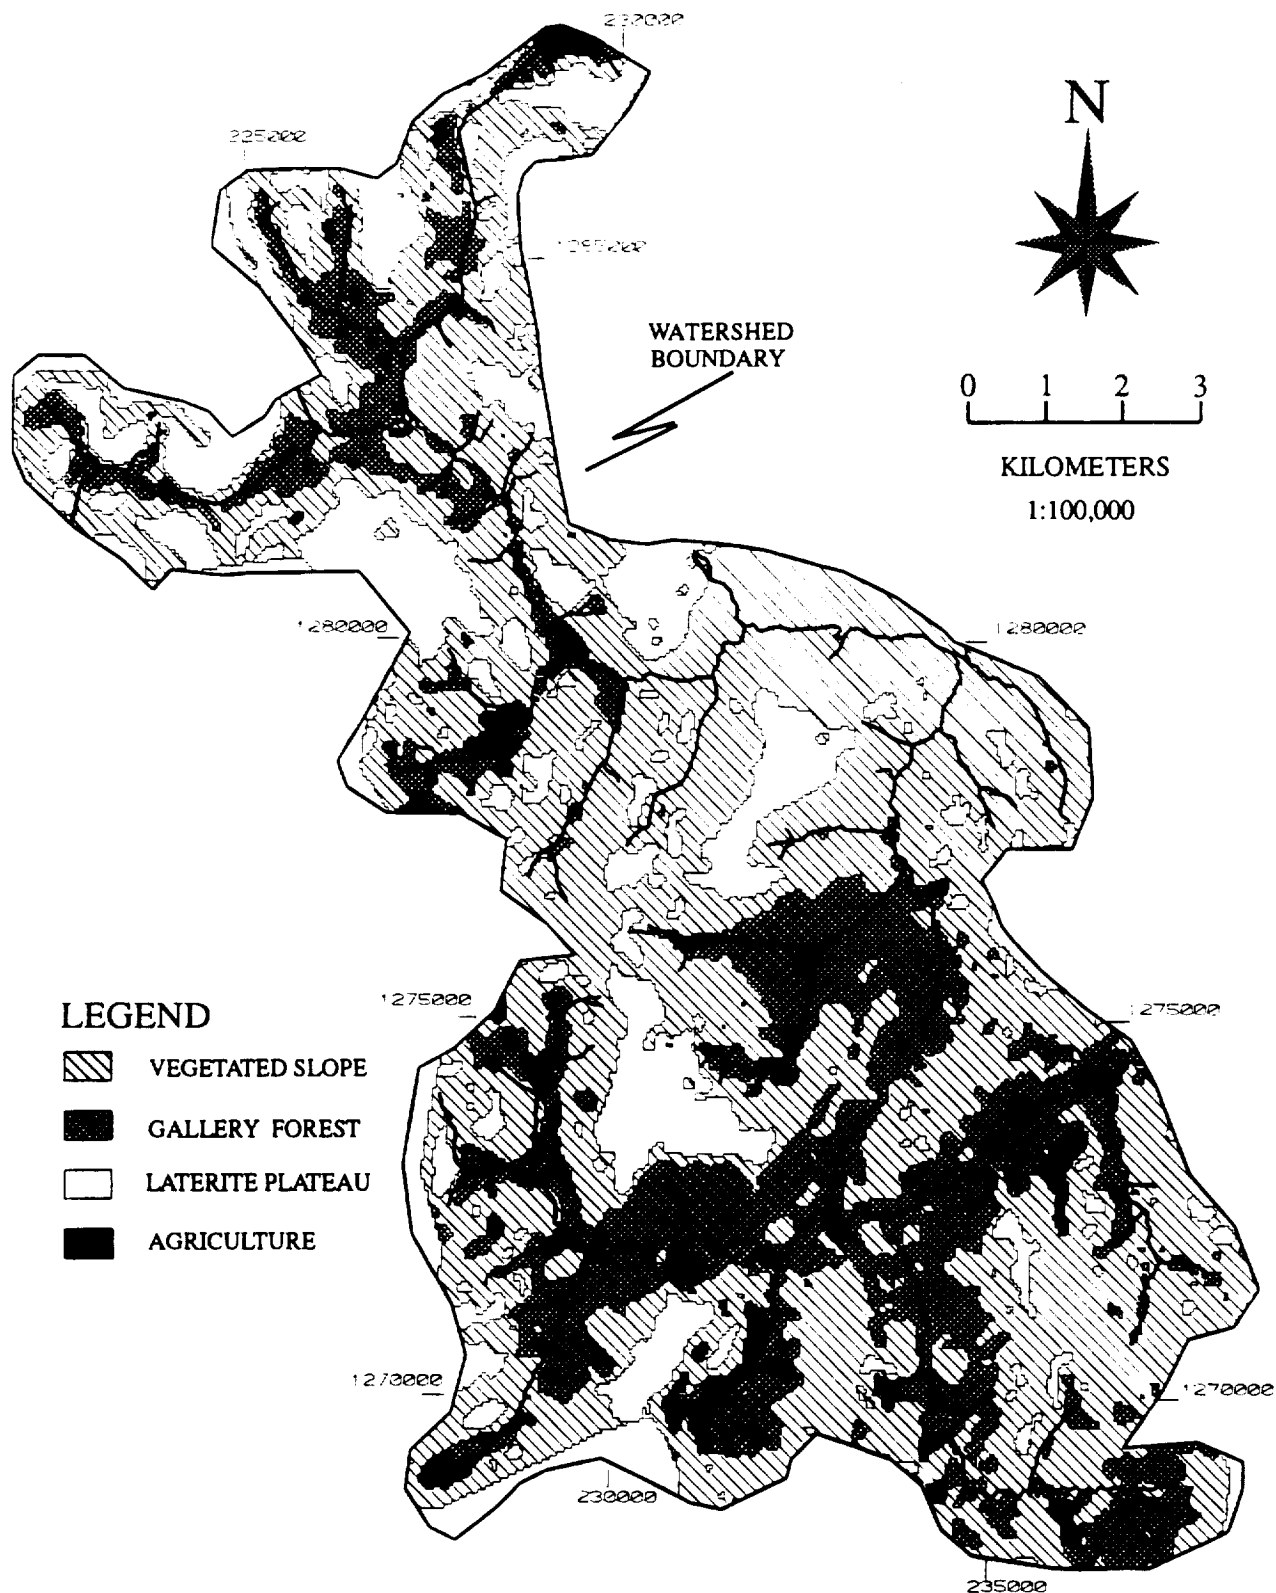 230000
N
225000
1285000
WATERSHED
BOUNDARY
0 1 2 3
KILOMETERS
1:100,000
1280000
1280000
1275000
1275000
LEGEND
VEGETATED SLOPE
GALLERY FOREST
LATERITE PLATEAU
AGRICULTURE
1270000
1270000
230000
235000